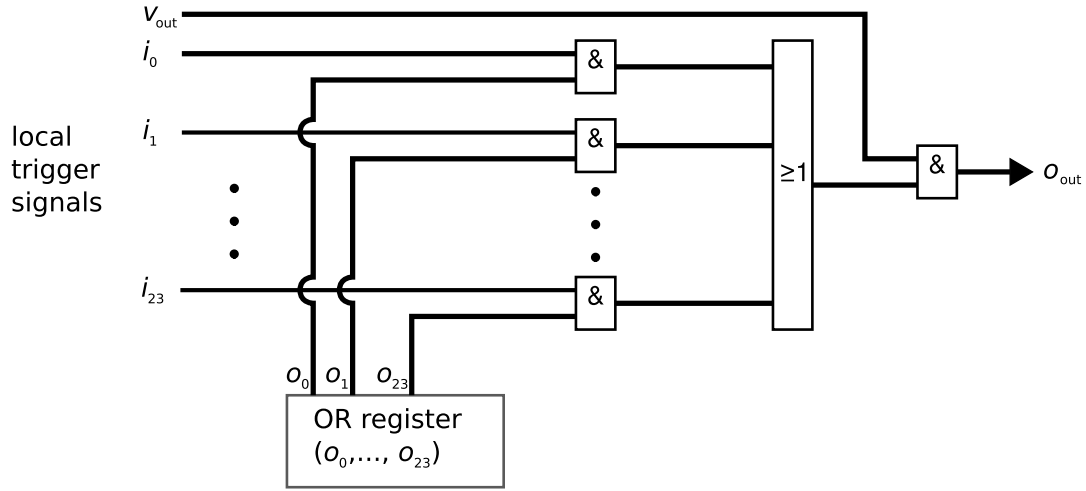 v_out
i_0
&
i_1
&
local
trigger
signals
≥1
&
o_out
i_23
&
o_0 o_1 o_23
OR register
(o_0,..., o_23)